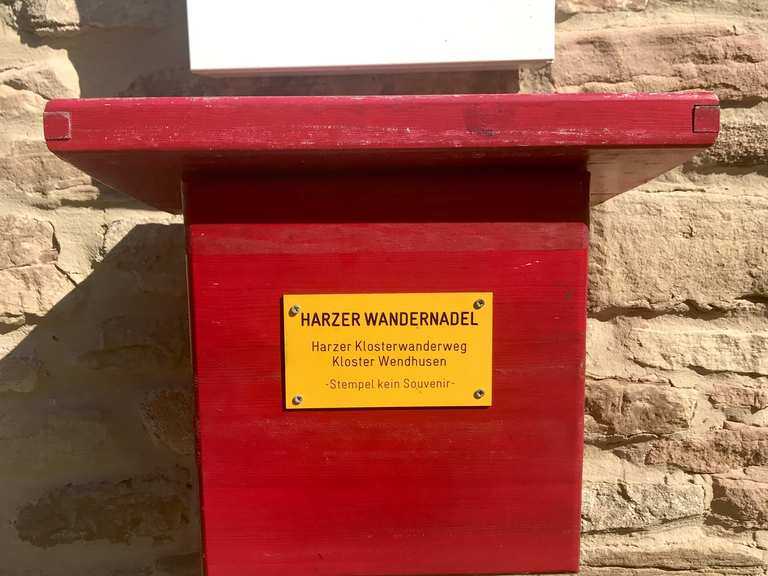 HARZER WANDERNADEL
Harzer Klosterwanderweg
Kloster Wendhusen
-Stempel kein Souvenir-